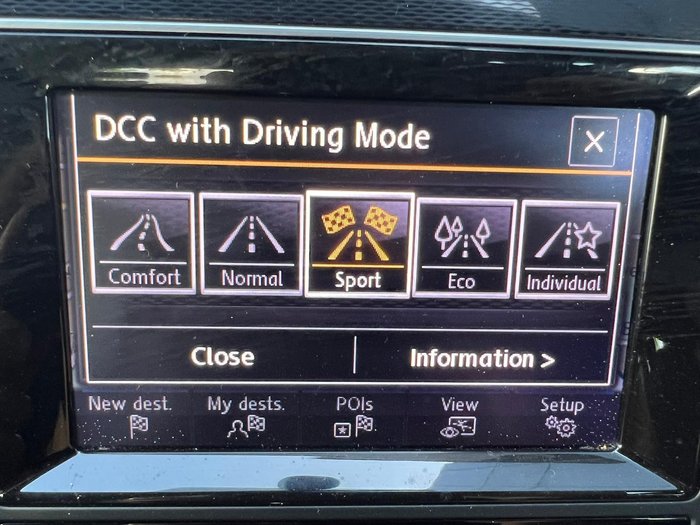 DCC with Driving Mode
Comfort Normal Sport Eco Individual
Close Information >
New dest. My dests. POIs View Setup